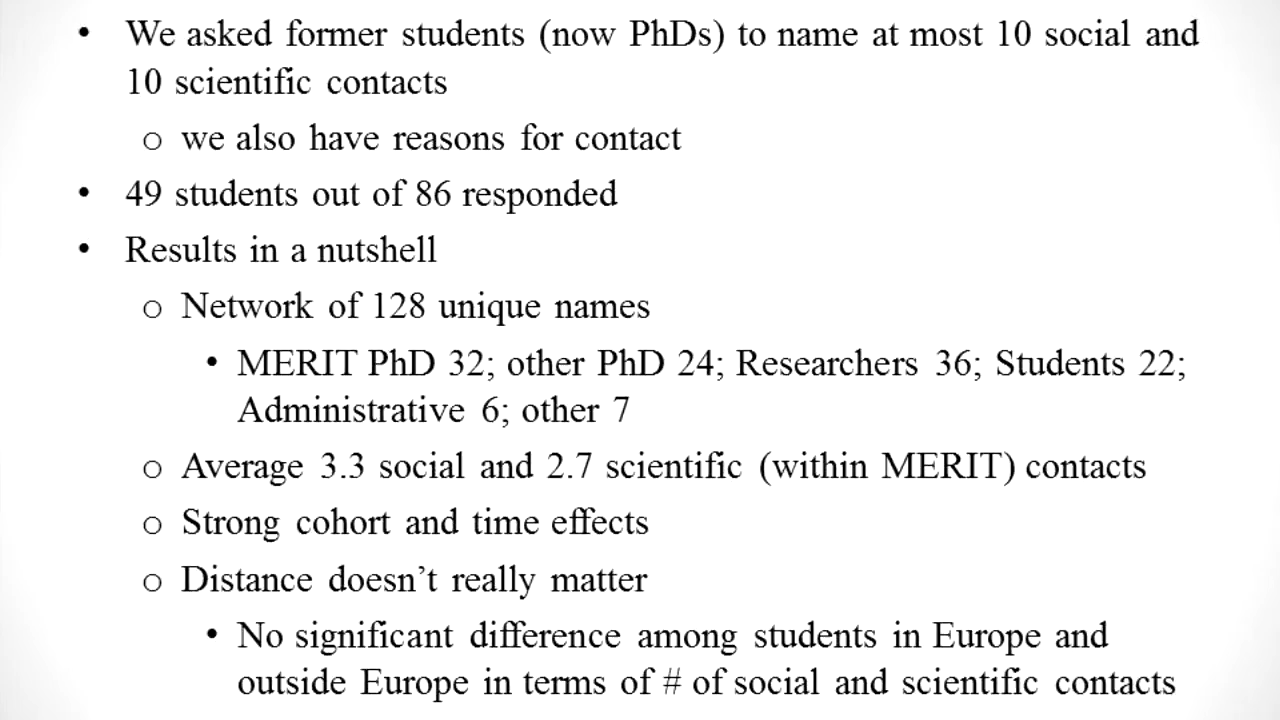 • We asked former students (now PhDs) to name at most 10 social and
10 scientific contacts
o we also have reasons for contact
• 49 students out of 86 responded
• Results in a nutshell
o Network of 128 unique names
• MERIT PhD 32; other PhD 24; Researchers 36; Students 22;
Administrative 6; other 7
o Average 3.3 social and 2.7 scientific (within MERIT) contacts
o Strong cohort and time effects
o Distance doesn’t really matter
• No significant difference among students in Europe and
outside Europe in terms of # of social and scientific contacts